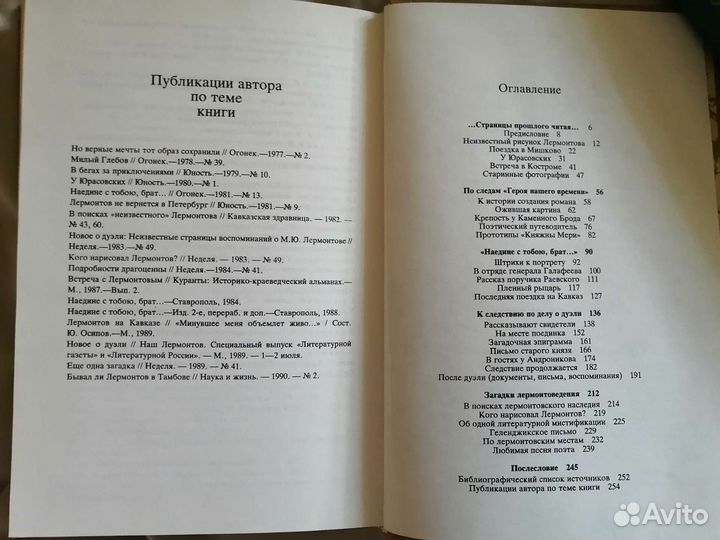 Публикации автора
по теме
книги
Но верные мечты тот образ сохранили // Огонек.—1977.—№ 2.
Милый Глебов // Огонек.—1978.—№ 39.
В бегах за приключениями // Юность.—1979.—№ 10.
У Юрасовских // Юность.—1980.—№ 1.
Наедине с тобою, брат... // Огонек.—1981.—№ 13.
Лермонтов не вернется в Петербург // Юность.—1981.—№ 9.
В поисках «неизвестного» Лермонтова // Кавказская здравница. — 1982. —
№ 43, 60.
Новое о дуэли: Неизвестные страницы воспоминаний о М.Ю. Лермонтове //
Неделя.—1983.—№ 49.
Кого нарисовал Лермонтов? // Неделя. — 1983. — № 49.
Подробности драгоценны // Неделя.—1984.—№ 41.
Встреча с Лермонтовым // Куранты: Историко-краеведческий альманах.—
М., 1987.—Вып. 2.
Наедине с тобою, брат...—Ставрополь, 1984.
Наедине с тобою, брат...—Изд. 2-е, перераб. и доп.—Ставрополь, 1988.
Лермонтов на Кавказе // «Минувшее меня объемлет живо...» / Сост.
Ю. Осипов.—М., 1989.
Новое о дуэли // Наш Лермонтов. Специальный выпуск «Литературной
газеты» и «Литературной России». — М., 1989. — 1—2 июля.
Еще одна загадка // Неделя. — 1989. — № 41.
Бывал ли Лермонтов в Тамбове // Наука и жизнь. — 1990. — № 2.
Оглавление
...Страницы прошлого читая... 6
Предисловие 8
Неизвестный рисунок Лермонтова 12
Поездка в Мишково 22
У Юрасовских 31
Встреча в Костроме 41
Старинные фотографии 47
По следам «Героя нашего времени» 56
К истории создания романа 58
Ожившая картина 62
Крепость у Каменного Брода 67
Поэтический путеводитель 76
Прототипы «Княжны Мери» 82
«Наедине с тобою, брат...» 90
Штрихи к портрету 92
В отряде генерала Галафеева 100
Рассказ поручика Раевского 111
Пленный рыцарь 117
Последняя поездка на Кавказ 127
К следствию по делу о дуэли 136
Рассказывают свидетели 138
На месте поединка 152
Загадочная эпиграмма 161
Письмо старого князя 166
В гостях у Андроникова 174
Следствие продолжается 182
После дуэли (документы, письма, воспоминания) 191
Загадки лермонтоведения 212
В поисках лермонтовского наследия 214
Кого нарисовал Лермонтов? 219
Об одной литературной мистификации 225
Геленджикское письмо 229
По лермонтовским местам 232
Любимая песня поэта 239
Послесловие 245
Библиографический список источников 252
Публикации автора по теме книги 254
Avito